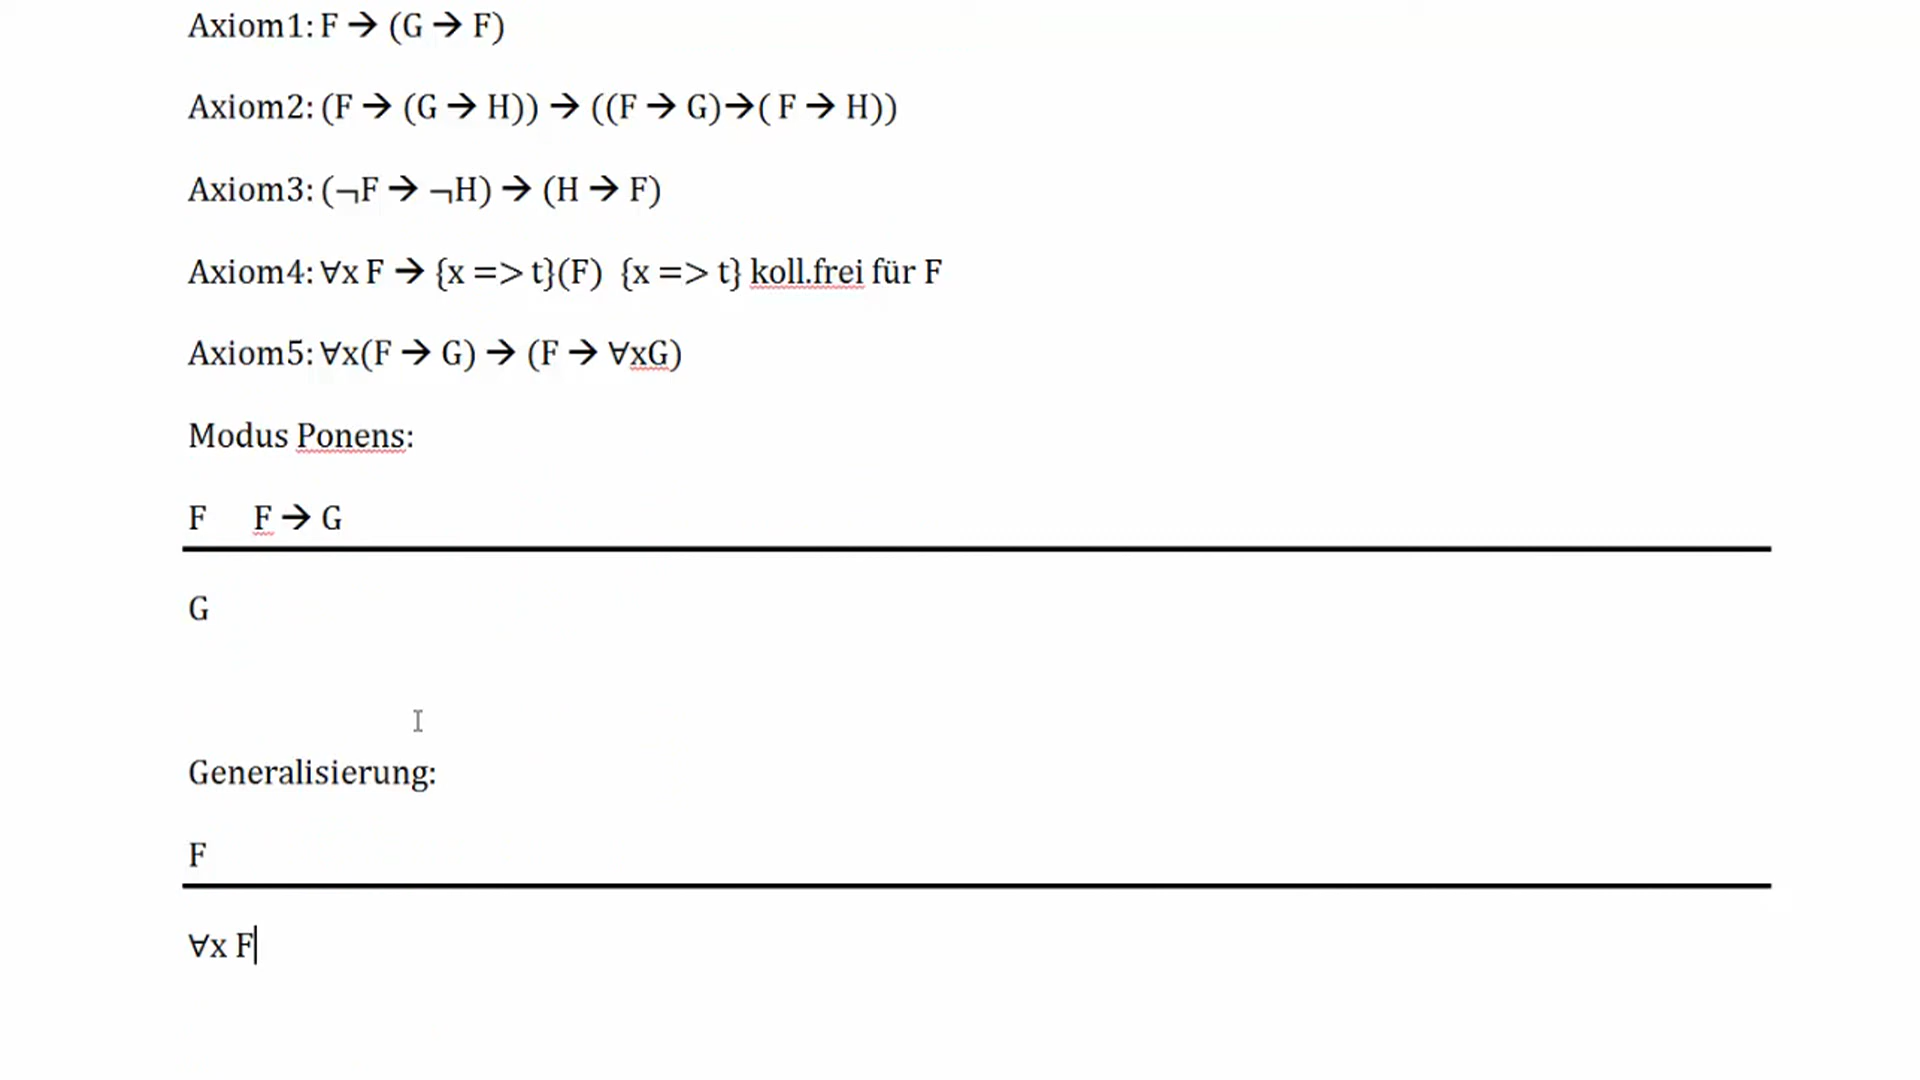 Axiom1: F → (G → F)
Axiom2: (F → (G → H)) → ((F → G)→( F → H))
Axiom3: (¬F → ¬H) → (H → F)
Axiom4: ∀x F → {x => t}(F)  {x => t} koll.frei für F
Axiom5: ∀x(F → G) → (F → ∀xG)
Modus Ponens:
F     F → G
G
Generalisierung:
F
∀x F